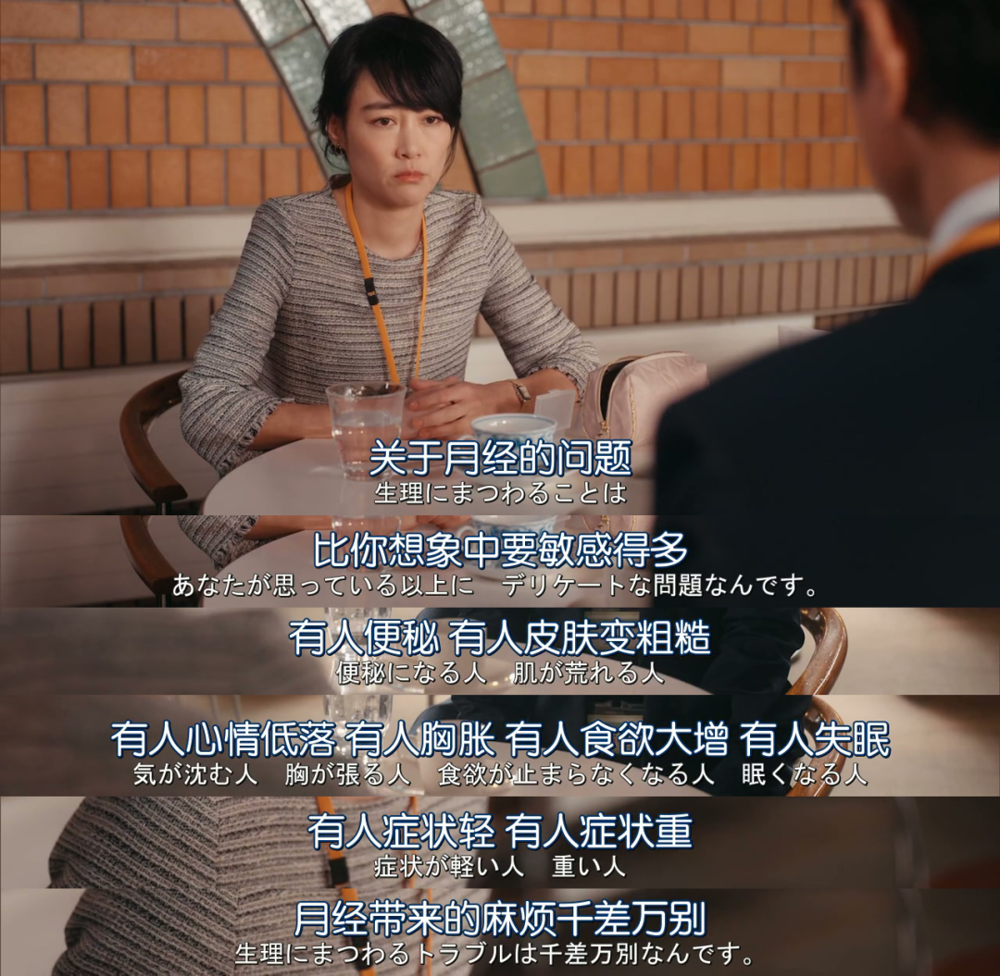 关于月经的问题
生理にまつわることは
比你想象中要敏感得多
あなたが思っている以上に　デリケートな問題なんです。
有人便秘 有人皮肤变粗糙
便秘になる人　肌が荒れる人
有人心情低落 有人胸胀 有人食欲大增 有人失眠
気が沈む人　胸が張る人　食欲が止まらなくなる人　眠くなる人
有人症状轻 有人症状重
症状が軽い人　重い人
月经带来的麻烦千差万别
生理にまつわるトラブルは千差万別なんです。